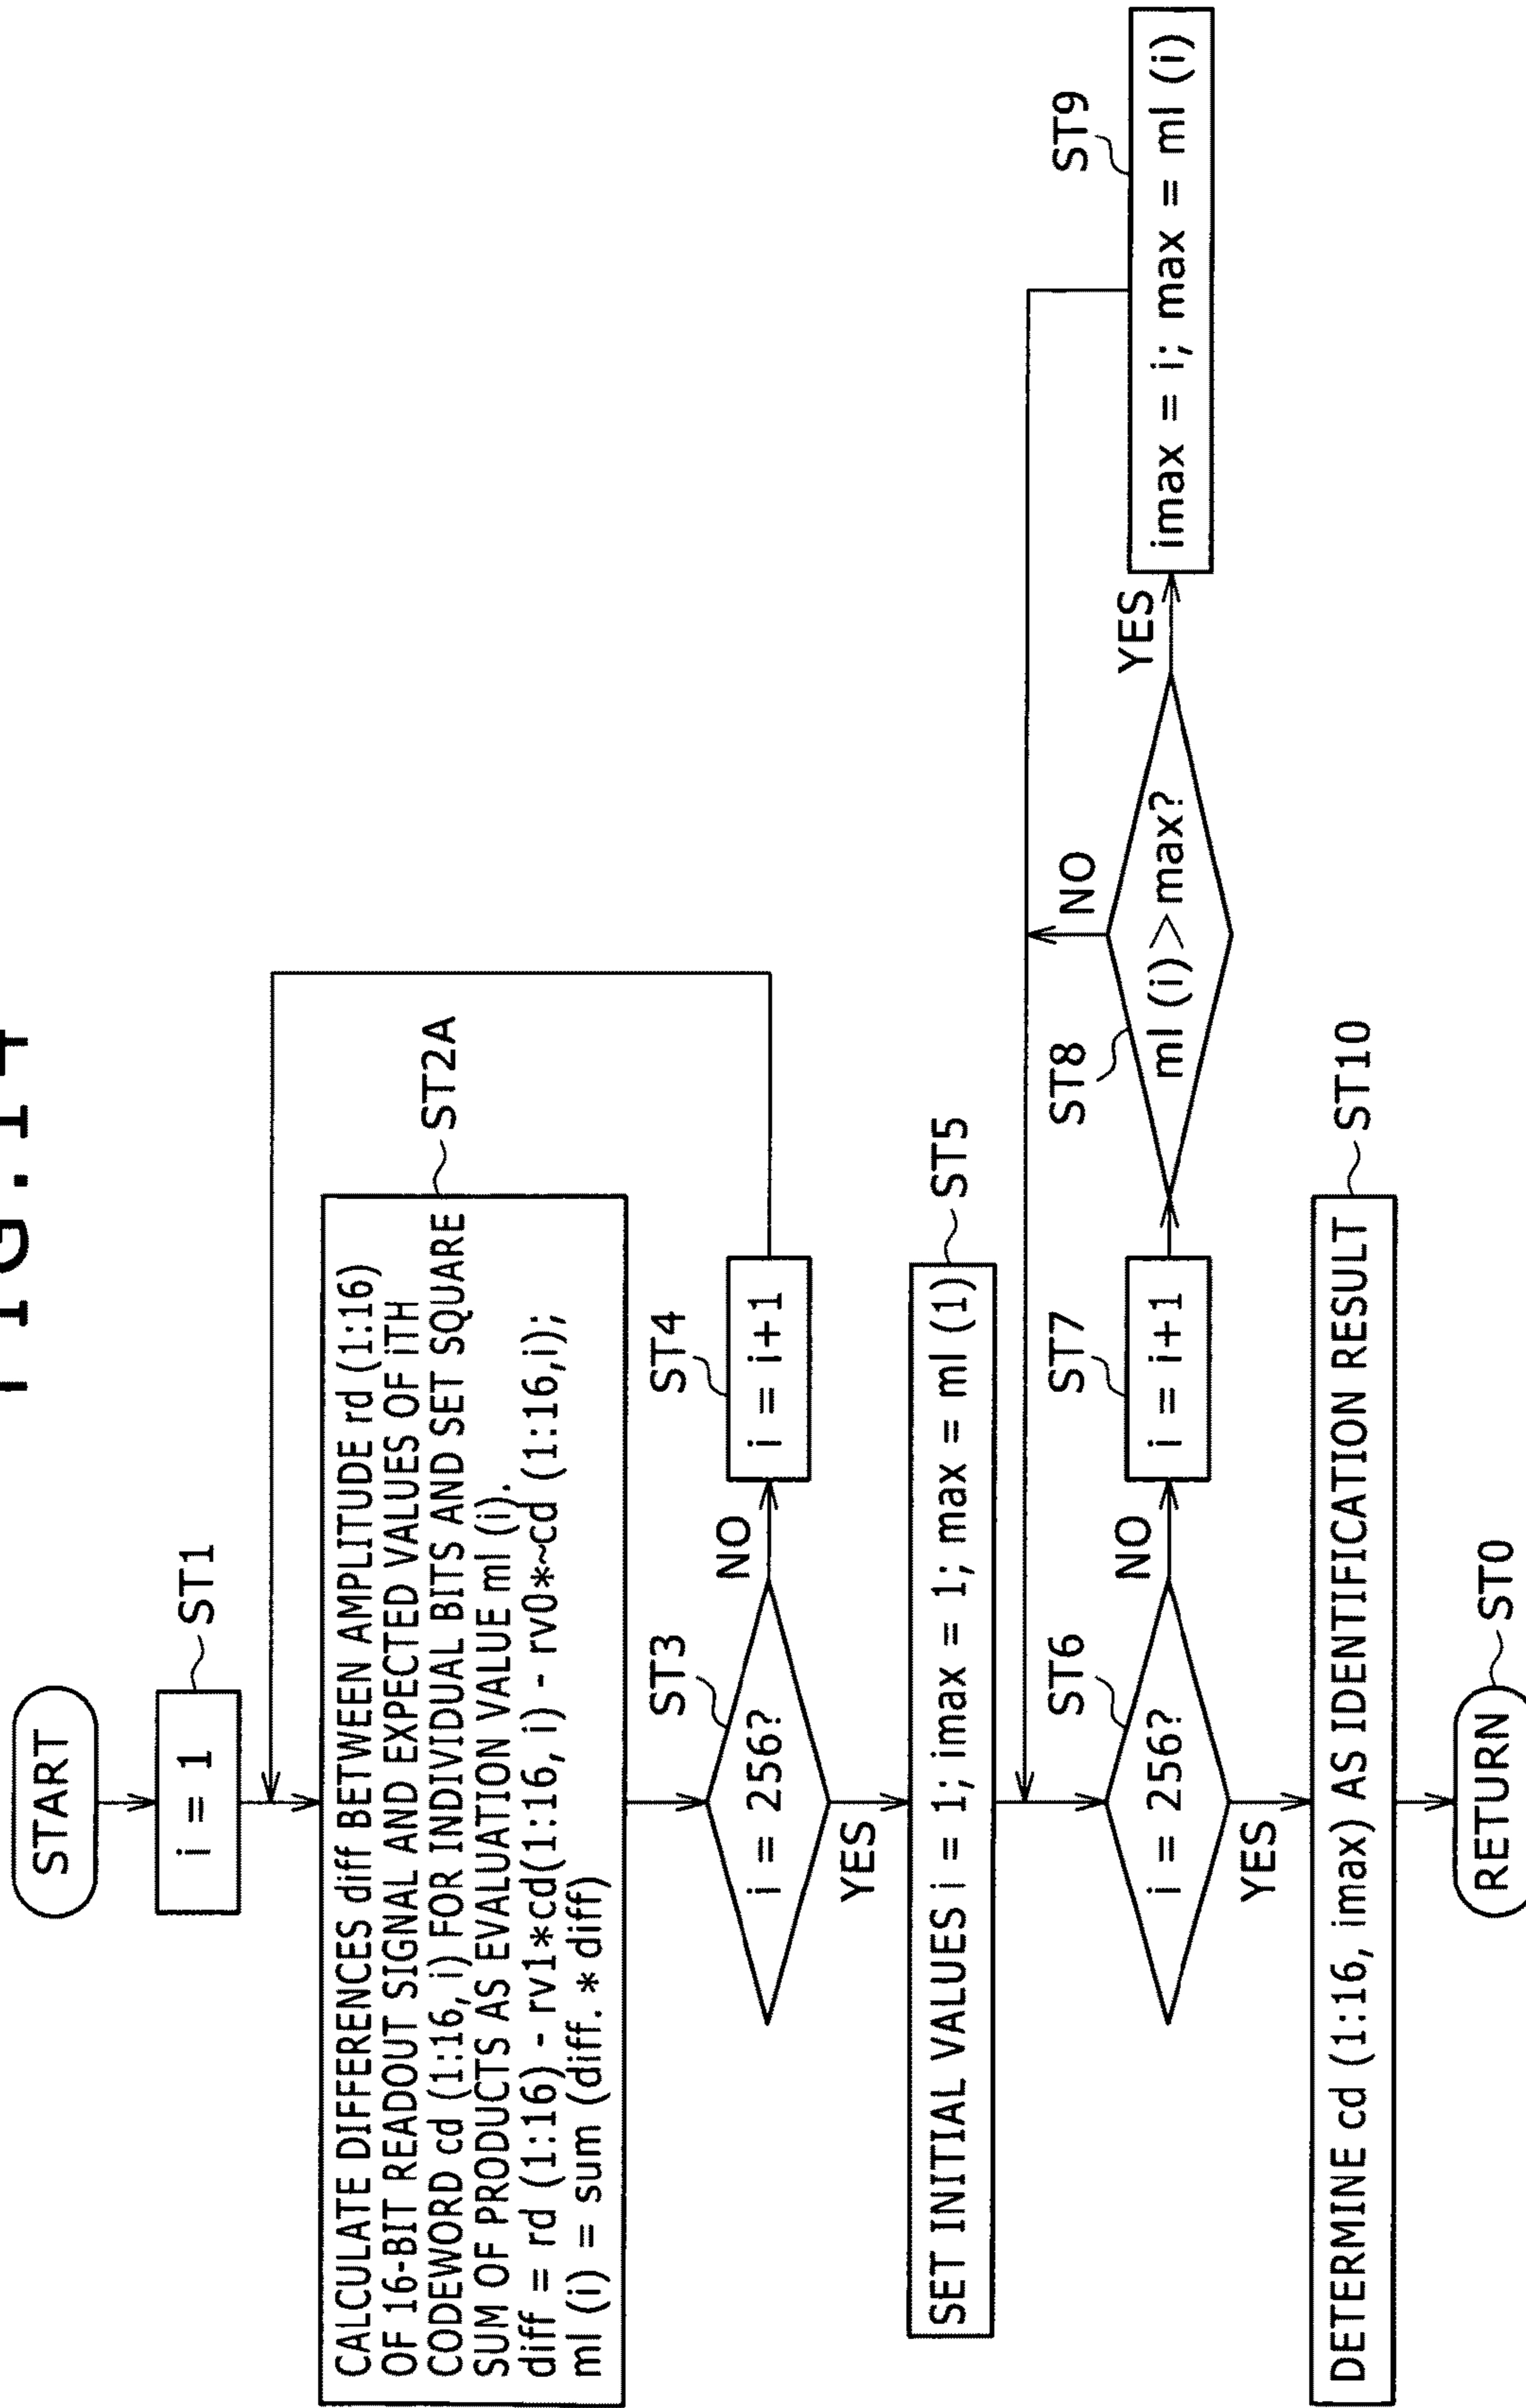 FIG.14
START
i = 1
ST1
CALCULATE DIFFERENCES diff BETWEEN AMPLITUDE rd (1:16)
OF 16-BIT READOUT SIGNAL AND EXPECTED VALUES OF iTH
CODEWORD cd (1:16, i) FOR INDIVIDUAL BITS AND SET SQUARE
SUM OF PRODUCTS AS EVALUATION VALUE ml (i).
diff = rd (1:16) - rv1*cd(1:16, i) - rv0*~cd (1:16,i);
ml (i) = sum (diff. * diff)
ST2A
i = 256?
ST3
NO
i = i+1
ST4
YES
SET INITIAL VALUES i = 1; imax = 1; max = ml (1)
ST5
i = 256?
ST6
NO
i = i+1
ST7
ml (i) > max?
ST8
NO
YES
imax = i; max = ml (i)
ST9
YES
DETERMINE cd (1:16, imax) AS IDENTIFICATION RESULT
ST10
RETURN
ST0